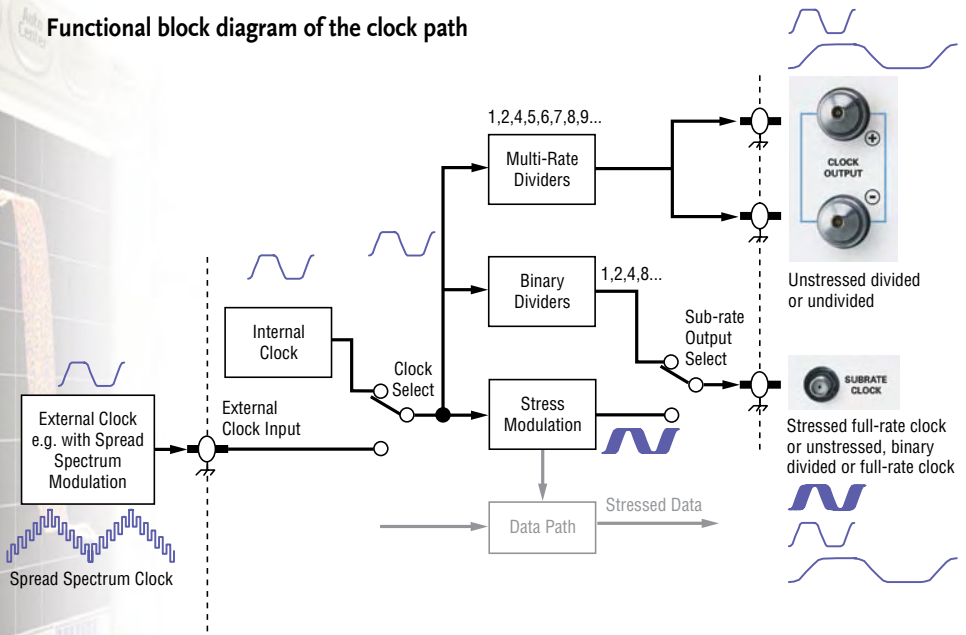 Auto
Center
Functional block diagram of the clock path
1,2,4,5,6,7,8,9...
Multi-Rate
Dividers
+
CLOCK
OUTPUT
-
Unstressed divided
or undivided
Binary
Dividers
1,2,4,8...
Sub-rate
Output
Select
Internal
Clock
Clock
Select
SUBRATE
CLOCK
External Clock
e.g. with Spread
Spectrum
Modulation
External
Clock Input
Stress
Modulation
Stressed full-rate clock
or unstressed, binary
divided or full-rate clock
Data Path
Stressed Data
Spread Spectrum Clock